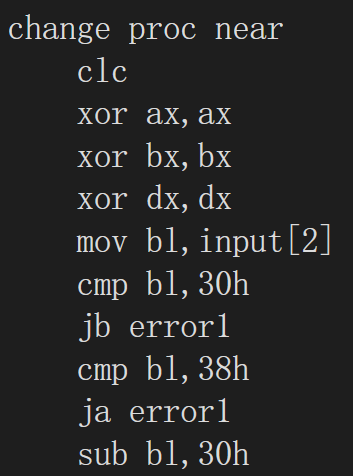 change proc near
    clc
    xor ax,ax
    xor bx,bx
    xor dx,dx
    mov bl,input[2]
    cmp bl,30h
    jb error1
    cmp bl,38h
    ja error1
    sub bl,30h